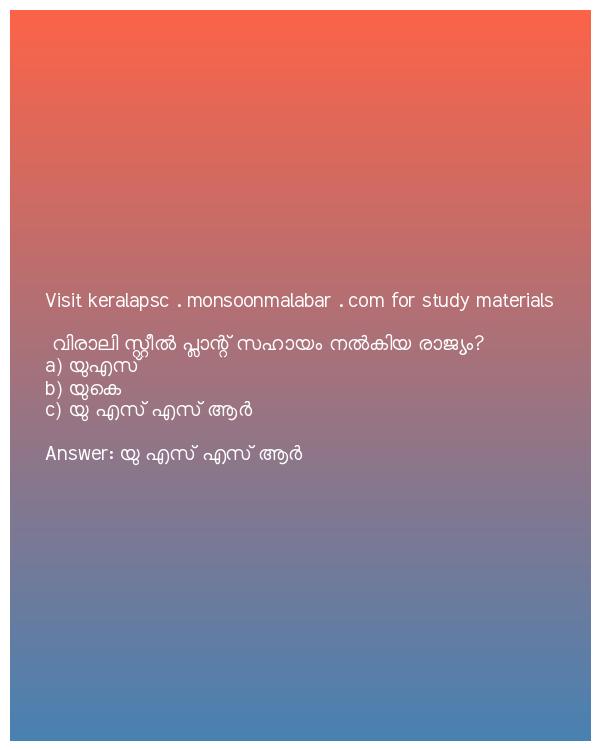 Visit keralapsc . monsoonmalabar . com for study materials
വിരാലി സ്റ്റീൽ പ്ലാന്റ് സഹായം നൽകിയ രാജ്യം?
a) യുഎസ്
b) യുകെ
c) യു എസ് എസ് ആർ
Answer: യു എസ് എസ് ആർ